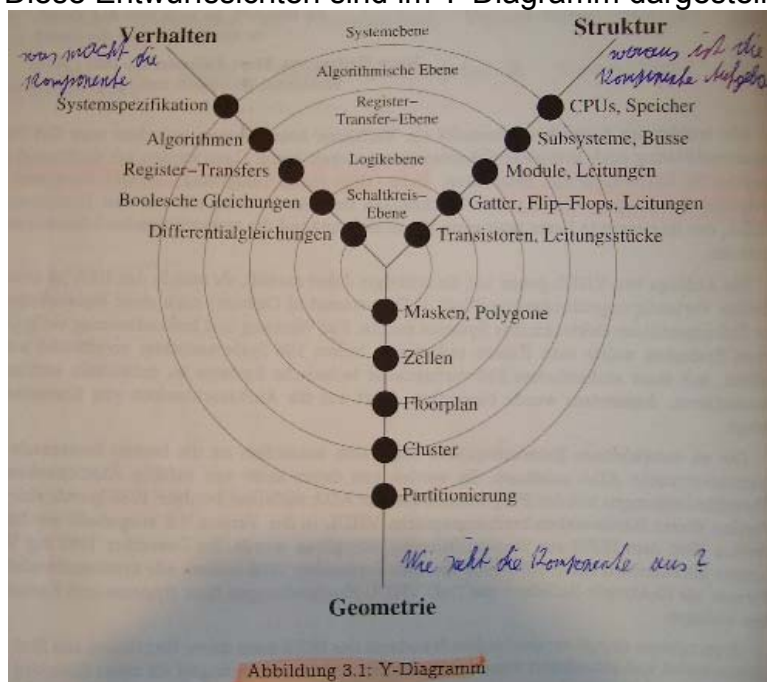 Diese Entwurfssichten sind im Y-Diagramm dargestell
Verhalten
Systemebene
Struktur
was macht die
Komponente
woraus ist die
Komponente Aufgeba
Algorithmische Ebene
Systemspezifikation
Register–
Transfer–Ebene
CPUs, Speicher
Algorithmen
Subsysteme, Busse
Register–Transfers
Logikebene
Module, Leitungen
Boolesche Gleichungen
Schaltkreis–
Ebene
Gatter, Flip–Flops, Leitungen
Differentialgleichungen
Transistoren, Leitungsstücke
Masken, Polygone
Zellen
Floorplan
Cluster
Partitionierung
Wie sieht die Komponente aus?
Geometrie
Abbildung 3.1: Y-Diagramm